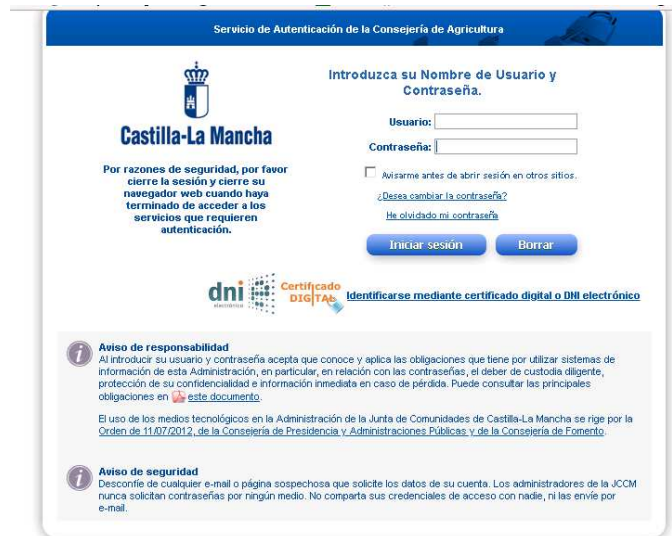 Servicio de Autenticación de la Consejería de Agricultura
Castilla-La Mancha
Por razones de seguridad, por favor
cierre la sesión y cierre su
navegador web cuando haya
terminado de acceder a los
servicios que requieren
autenticación.
Introduzca su Nombre de Usuario y
Contraseña.
Usuario:
Contraseña:
Avisarme antes de abrir sesión en otros sitios.
¿Desea cambiar la contraseña?
He olvidado mi contraseña
Iniciar sesión Borrar
dni
electrónico
Certificado
DIGITAL
Identificarse mediante certificado digital o DNI electrónico
Aviso de responsabilidad
Al introducir su usuario y contraseña acepta que conoce y aplica las obligaciones que tiene por utilizar sistemas de
información de esta Administración, en particular, en relación con las contraseñas, el deber de custodia diligente,
protección de su confidencialidad e información inmediata en caso de pérdida. Puede consultar las principales
obligaciones en este documento.
El uso de los medios tecnológicos en la Administración de la Junta de Comunidades de Castilla-La Mancha se rige por la
Orden de 11/07/2012, de la Consejería de Presidencia y Administraciones Públicas y de la Consejería de Fomento.
Aviso de seguridad
Desconfíe de cualquier e-mail o página sospechosa que solicite los datos de su cuenta. Los administradores de la JCCM
nunca solicitan contraseñas por ningún medio. No comparta sus credenciales de acceso con nadie, ni las envíe por
e-mail.